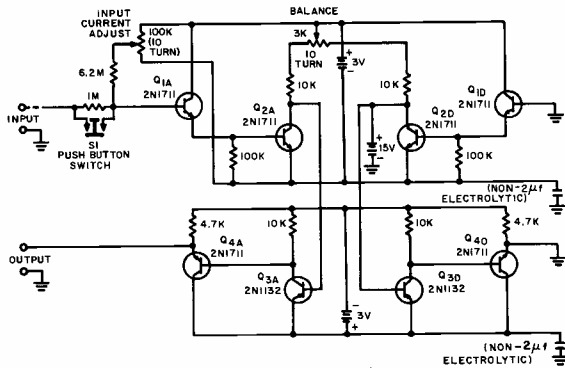 INPUT
CURRENT
ADJUST
100K
(10
TURN)
BALANCE
3K
10
TURN
+
3V
-
6.2M
10K
10K
Q1A
2N1711
Q1D
2N1711
1M
Q2A
2N1711
Q2D
2N1711
INPUT
S1
PUSH BUTTON
SWITCH
100K
+
15V
-
100K
(NON-2μf
ELECTROLYTIC)
4.7K
10K
10K
4.7K
Q4A
2N1711
Q4D
2N1711
OUTPUT
Q3A
2N1132
Q3D
2N1132
-
3V
+
(NON-2μf
ELECTROLYTIC)